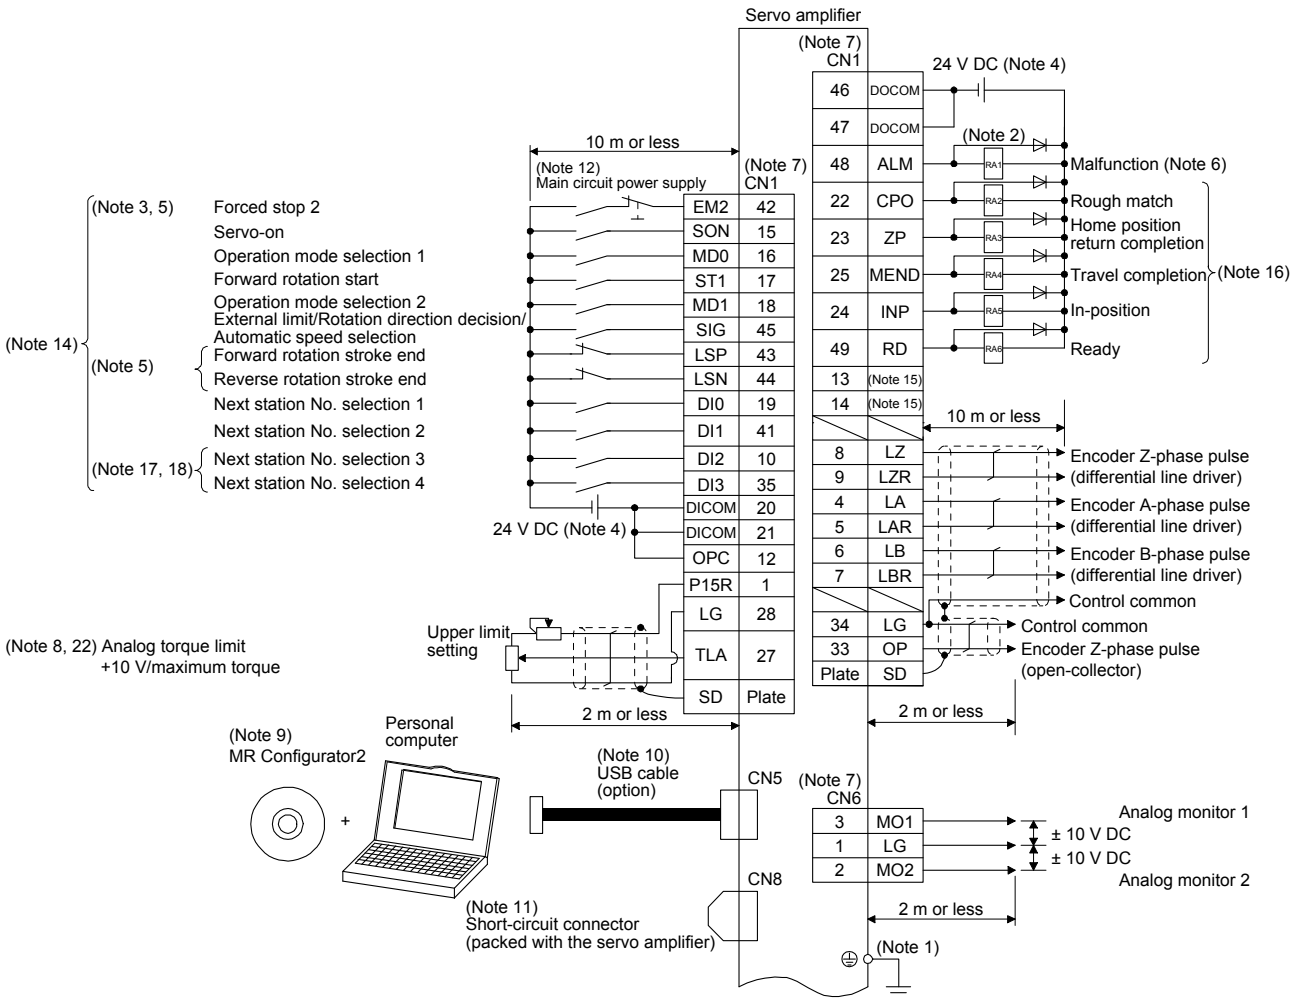 Servo amplifier
(Note 7)
CN1
24 V DC (Note 4)
46 DOCOM
47 DOCOM
(Note 2)
48 ALM RA1 Malfunction (Note 6)
22 CPO RA2 Rough match
23 ZP RA3 Home position
return completion
25 MEND RA4 Travel completion
(Note 16)
24 INP RA5 In-position
49 RD RA6 Ready
13 (Note 15)
14 (Note 15)
10 m or less
8 LZ Encoder Z-phase pulse
9 LZR (differential line driver)
4 LA Encoder A-phase pulse
5 LAR (differential line driver)
6 LB Encoder B-phase pulse
7 LBR (differential line driver)
Control common
34 LG Control common
33 OP Encoder Z-phase pulse
(open-collector)
Plate SD
2 m or less
10 m or less
(Note 12)
Main circuit power supply
(Note 7)
CN1
(Note 14)
(Note 3, 5) Forced stop 2 EM2 42
Servo-on SON 15
Operation mode selection 1 MD0 16
Forward rotation start ST1 17
Operation mode selection 2 MD1 18
External limit/Rotation direction decision/
Automatic speed selection SIG 45
(Note 5)
Forward rotation stroke end LSP 43
Reverse rotation stroke end LSN 44
Next station No. selection 1 DI0 19
Next station No. selection 2 DI1 41
(Note 17, 18)
Next station No. selection 3 DI2 10
Next station No. selection 4 DI3 35
24 V DC (Note 4)
DICOM 20
DICOM 21
OPC 12
P15R 1
LG 28
Upper limit
setting
(Note 8, 22) Analog torque limit
+10 V/maximum torque
TLA 27
SD Plate
2 m or less
(Note 9)
MR Configurator2
+
Personal
computer
(Note 10)
USB cable
(option)
CN5
(Note 7)
CN6
3 MO1 Analog monitor 1
± 10 V DC
1 LG
± 10 V DC
2 MO2 Analog monitor 2
2 m or less
CN8
(Note 11)
Short-circuit connector
(packed with the servo amplifier)
(Note 1)